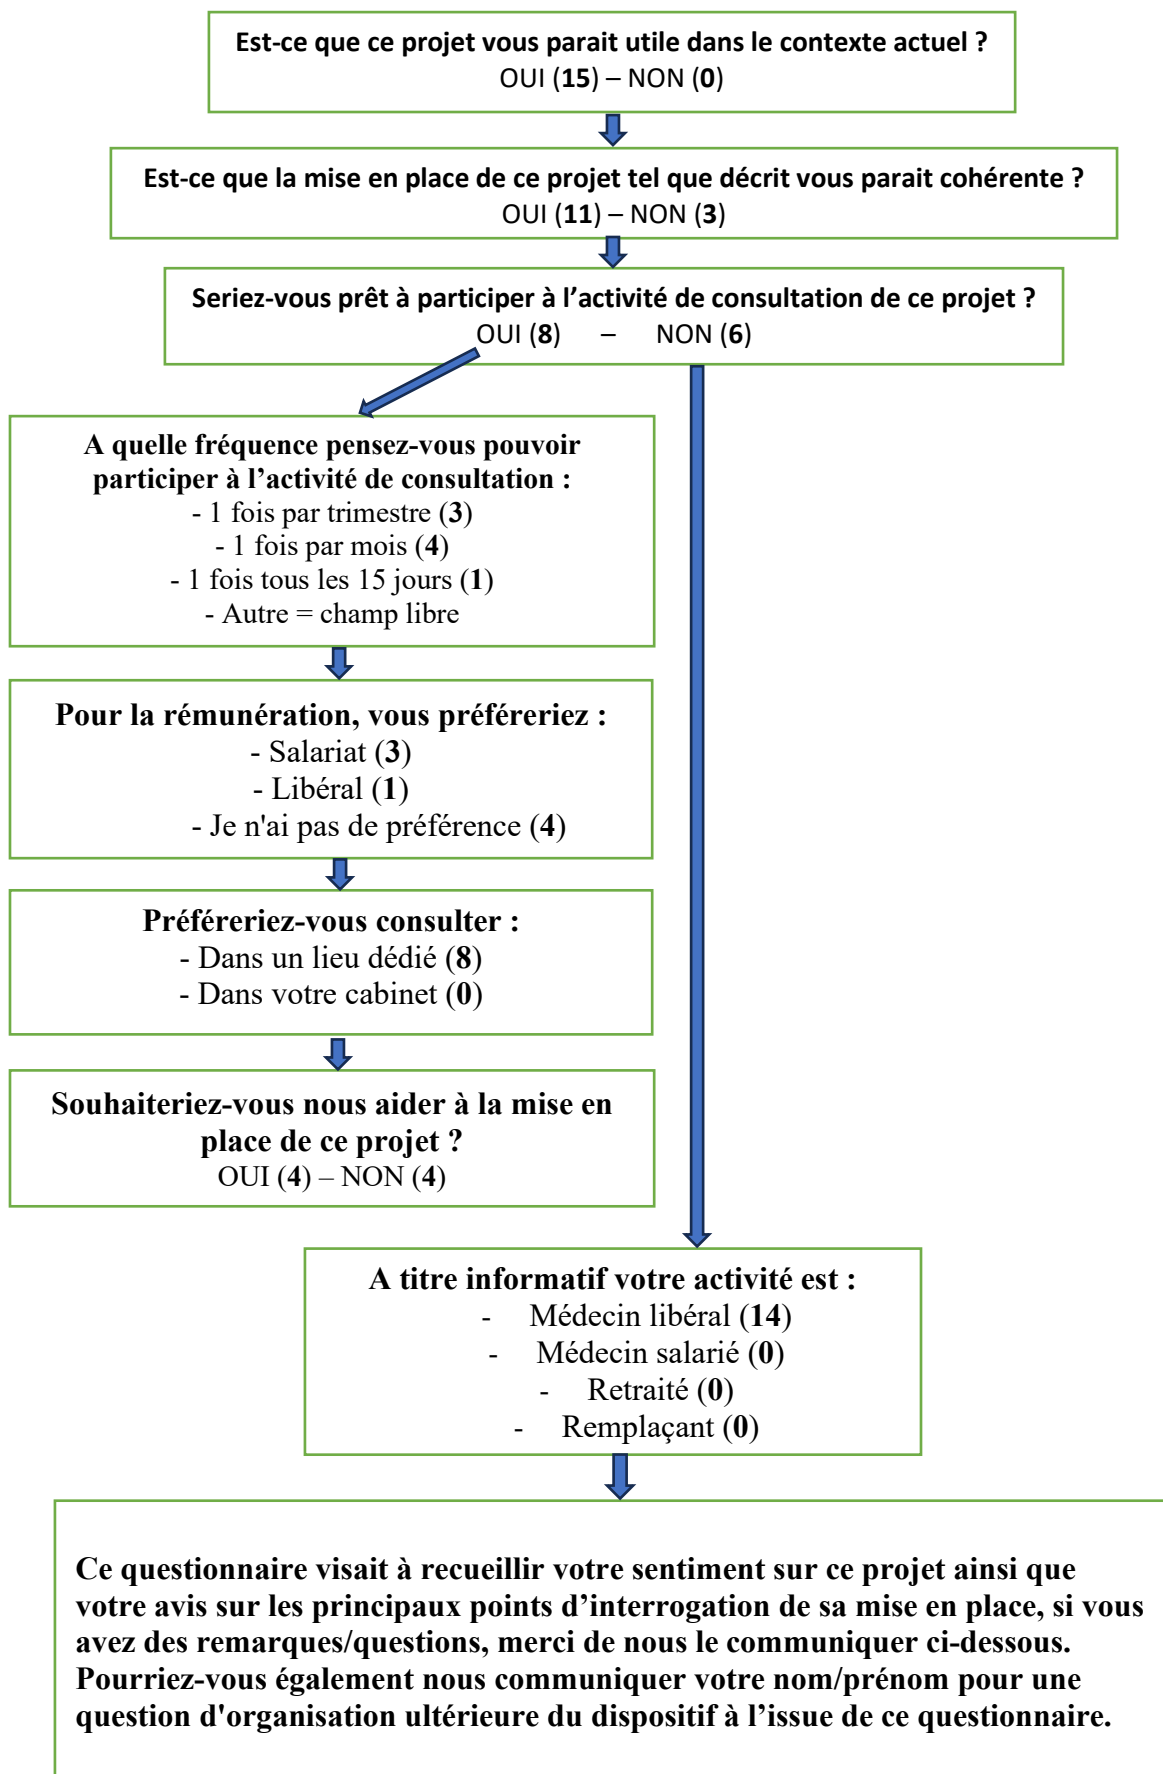 Est-ce que ce projet vous parait utile dans le contexte actuel ?
OUI (15) – NON (0)
Est-ce que la mise en place de ce projet tel que décrit vous parait cohérente ?
OUI (11) – NON (3)
Seriez-vous prêt à participer à l’activité de consultation de ce projet ?
OUI (8) – NON (6)
A quelle fréquence pensez-vous pouvoir
participer à l’activité de consultation :
- 1 fois par trimestre (3)
- 1 fois par mois (4)
- 1 fois tous les 15 jours (1)
- Autre = champ libre
Pour la rémunération, vous préféreriez :
- Salariat (3)
- Libéral (1)
- Je n'ai pas de préférence (4)
Préféreriez-vous consulter :
- Dans un lieu dédié (8)
- Dans votre cabinet (0)
Souhaiteriez-vous nous aider à la mise en
place de ce projet ?
OUI (4) – NON (4)
A titre informatif votre activité est :
- Médecin libéral (14)
- Médecin salarié (0)
- Retraité (0)
- Remplaçant (0)
Ce questionnaire visait à recueillir votre sentiment sur ce projet ainsi que
votre avis sur les principaux points d’interrogation de sa mise en place, si vous
avez des remarques/questions, merci de nous le communiquer ci-dessous.
Pourriez-vous également nous communiquer votre nom/prénom pour une
question d'organisation ultérieure du dispositif à l’issue de ce questionnaire.